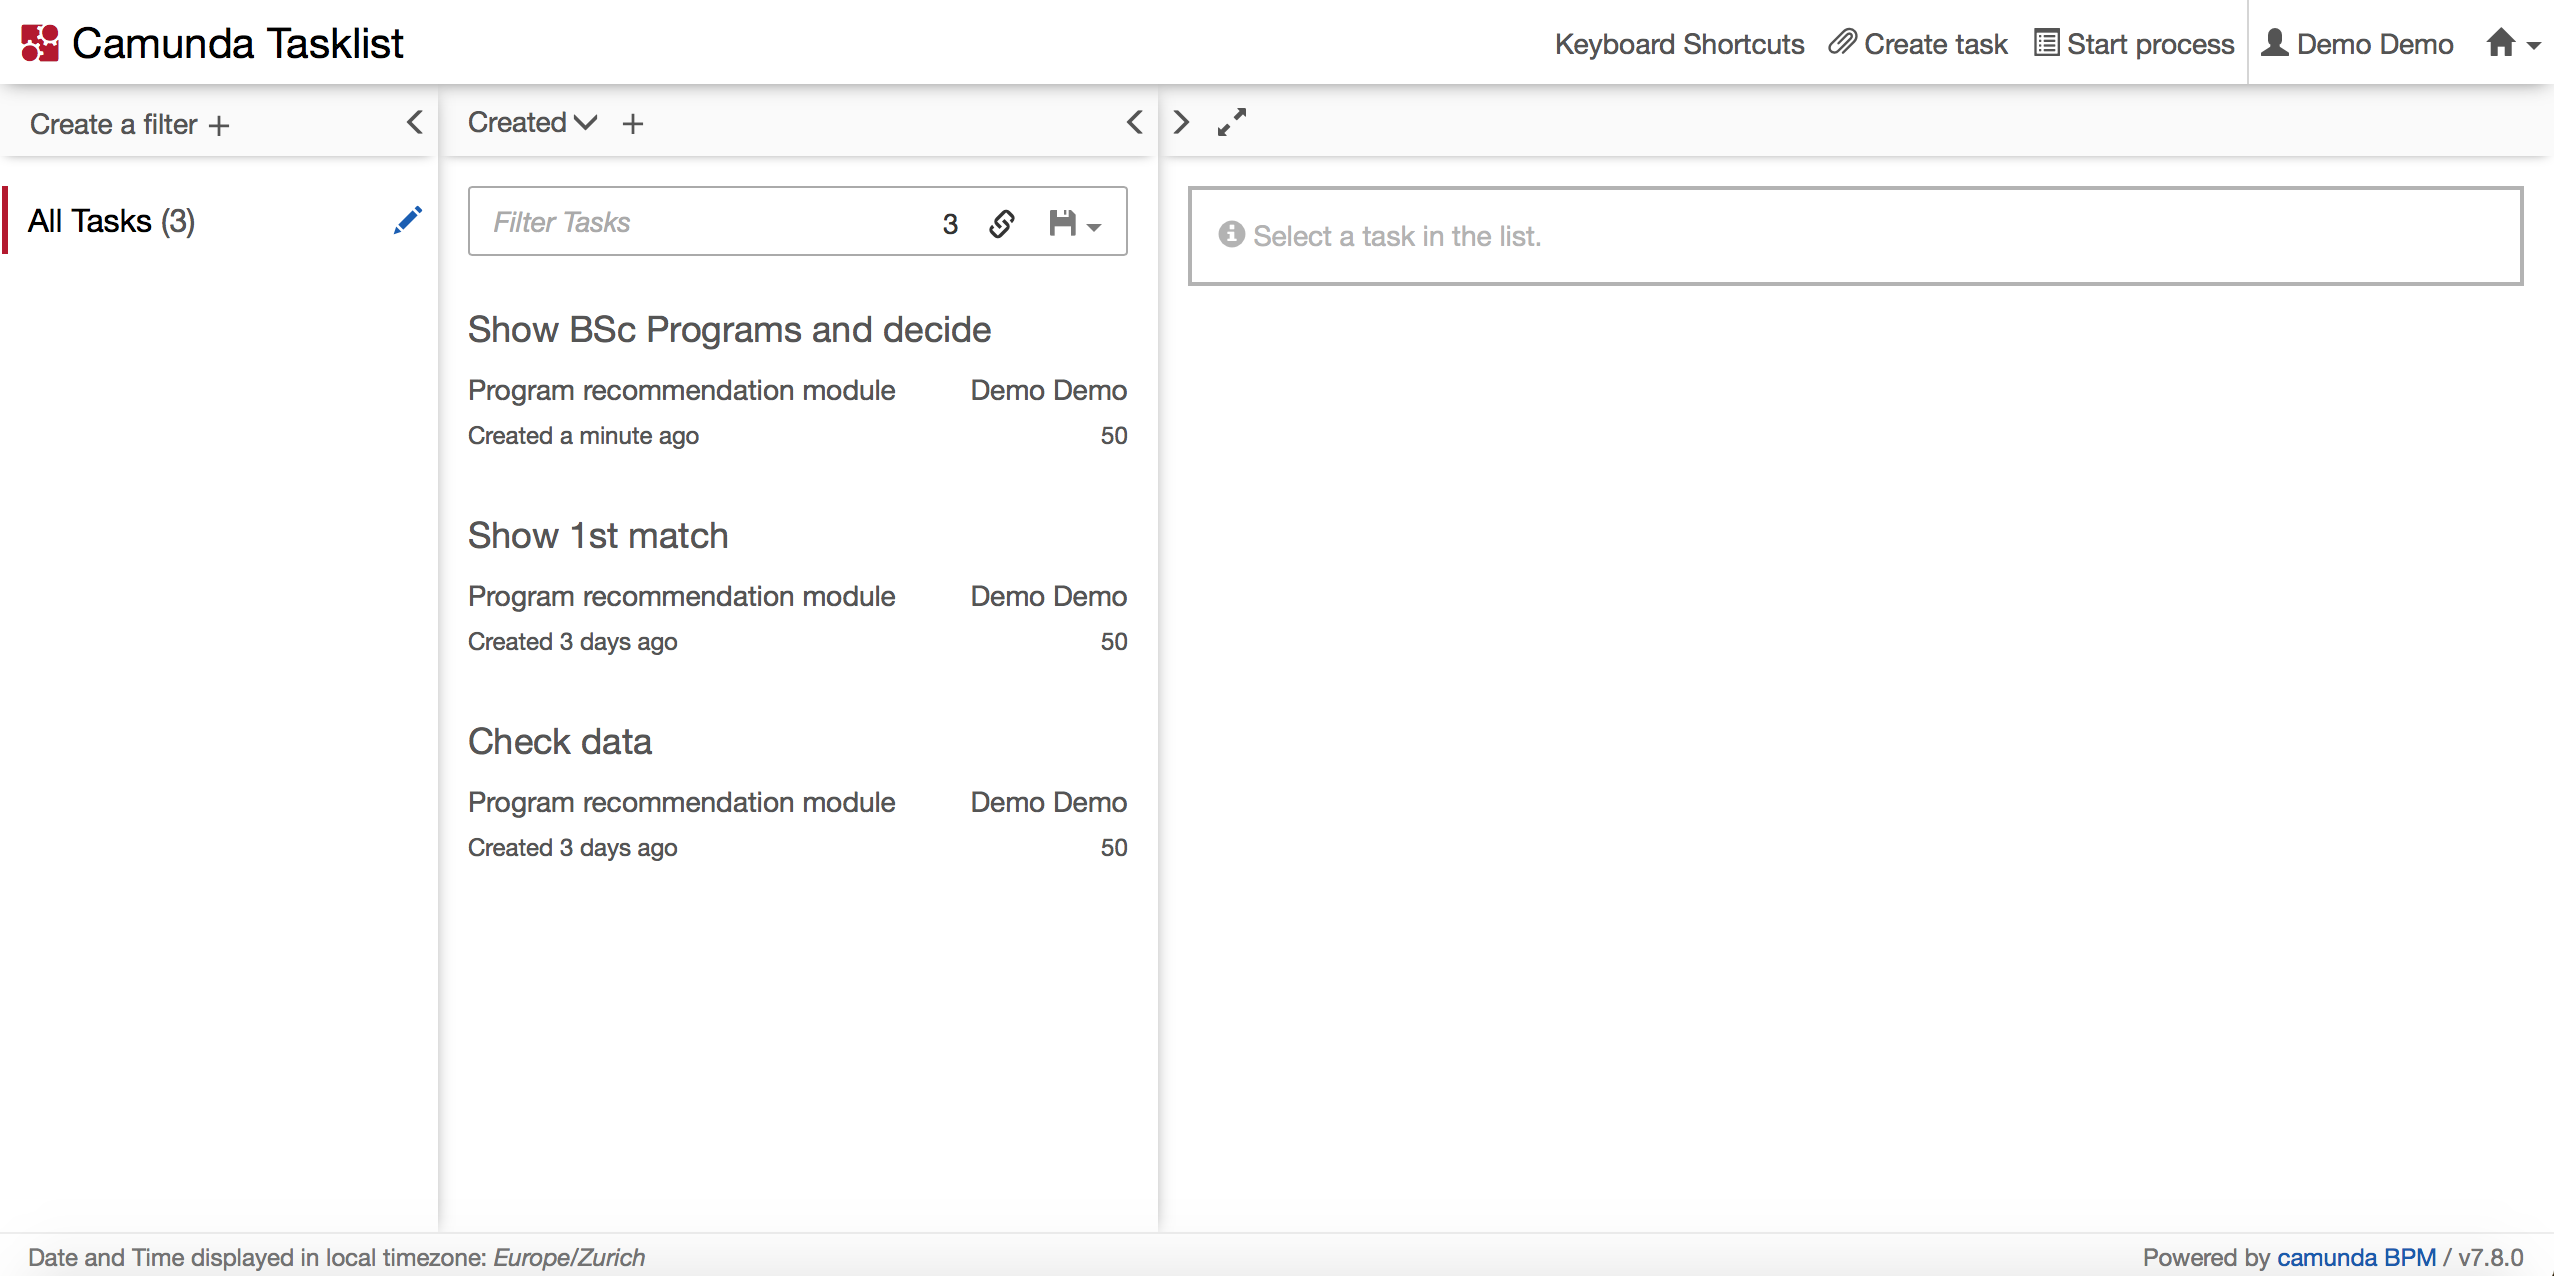 Camunda Tasklist
Keyboard Shortcuts Create task Start process Demo Demo
Create a filter +
Created +
All Tasks (3)
Filter Tasks 3
Select a task in the list.
Show BSc Programs and decide
Program recommendation module Demo Demo
Created a minute ago 50
Show 1st match
Program recommendation module Demo Demo
Created 3 days ago 50
Check data
Program recommendation module Demo Demo
Created 3 days ago 50
Date and Time displayed in local timezone: Europe/Zurich
Powered by camunda BPM / v7.8.0